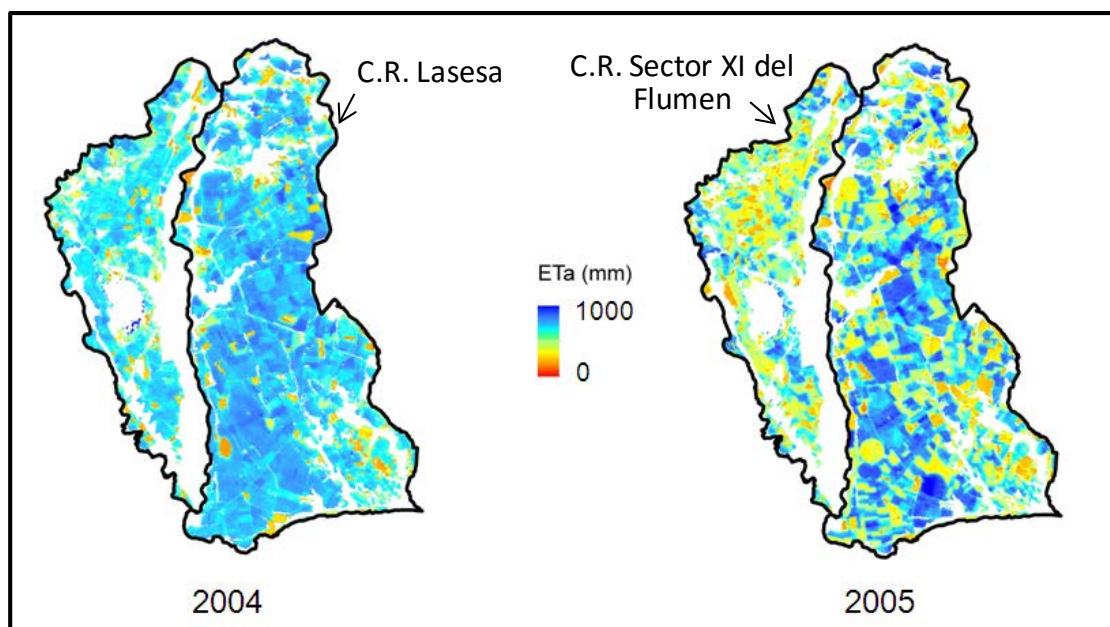 C.R. Lasesa
C.R. Sector XI del
Flumen
ETa (mm)
1000
0
2004
2005